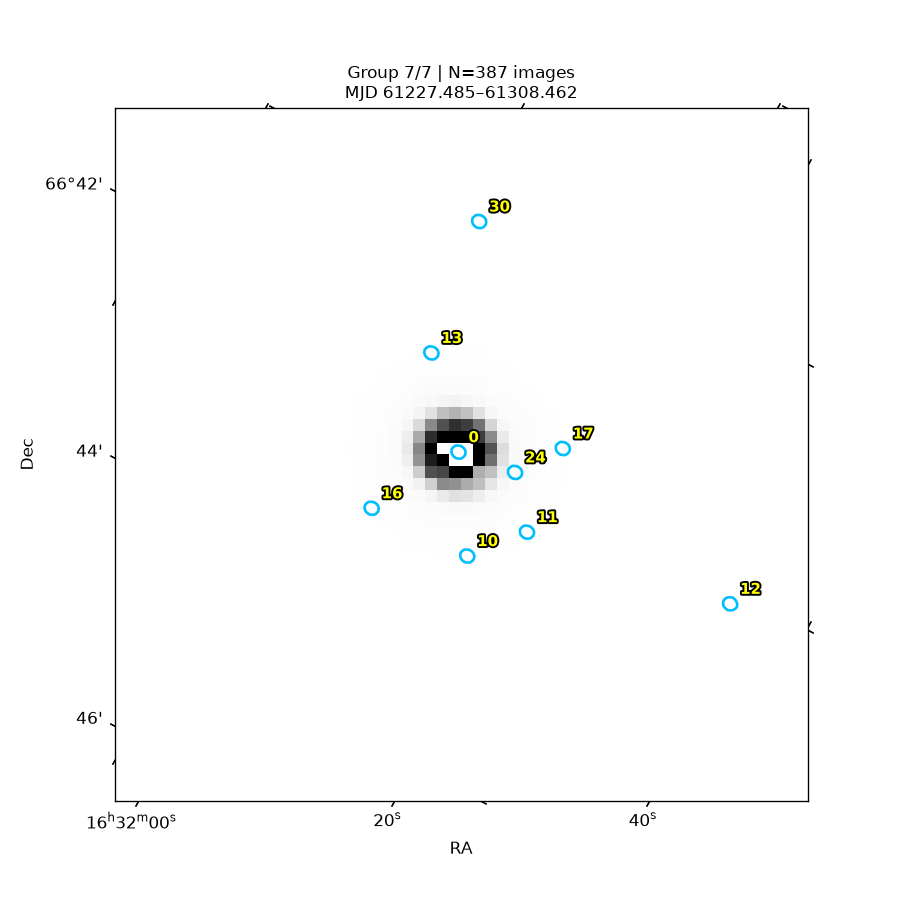 Group 7/7 | N=387 images
MJD 61227.485–61308.462
66°42'
30
13
0
17
44'
24
16
11
10
12
46'
16ʰ32ᵐ00ˢ
20ˢ
40ˢ
RA
Dec